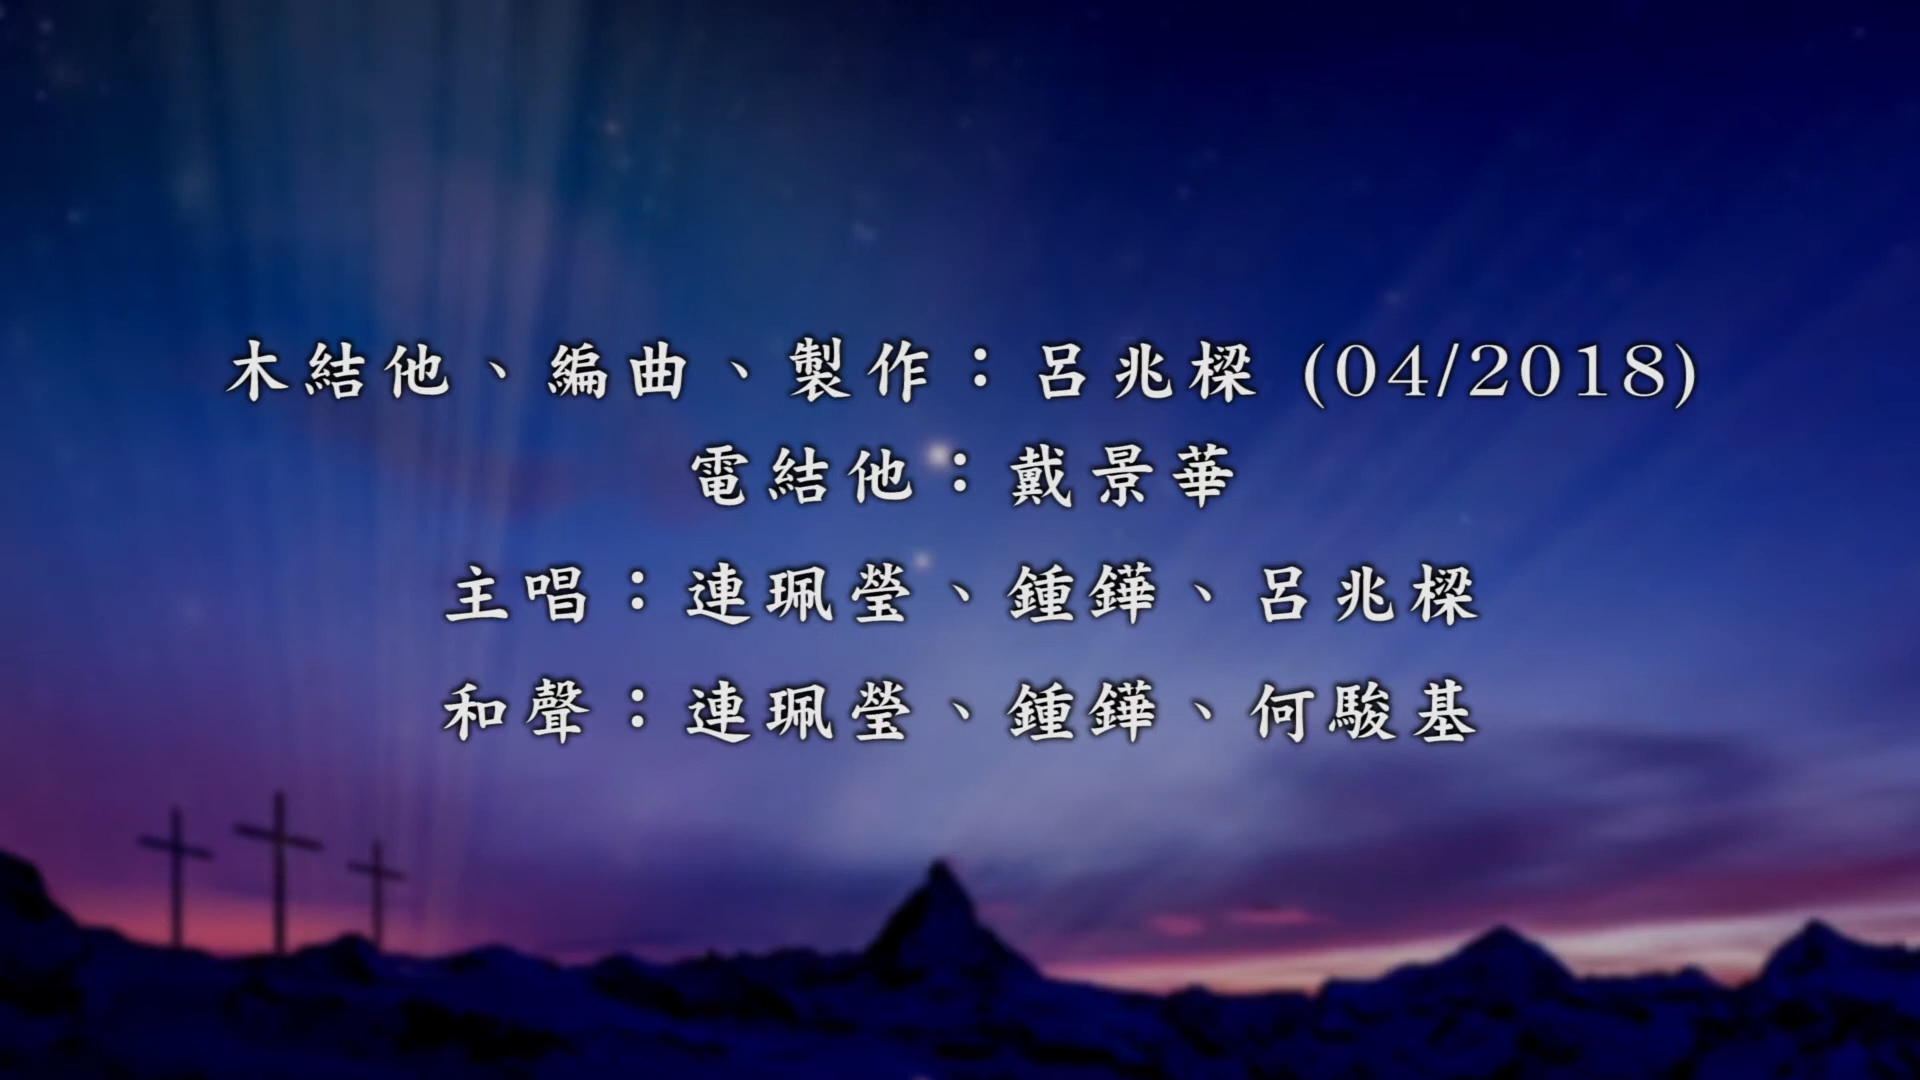 木結他、編曲、製作：呂兆樑 (04/2018)
電結他：戴景華
主唱：連珮瑩、鍾鏵、呂兆樑
和聲：連珮瑩、鍾鏵、何駿基